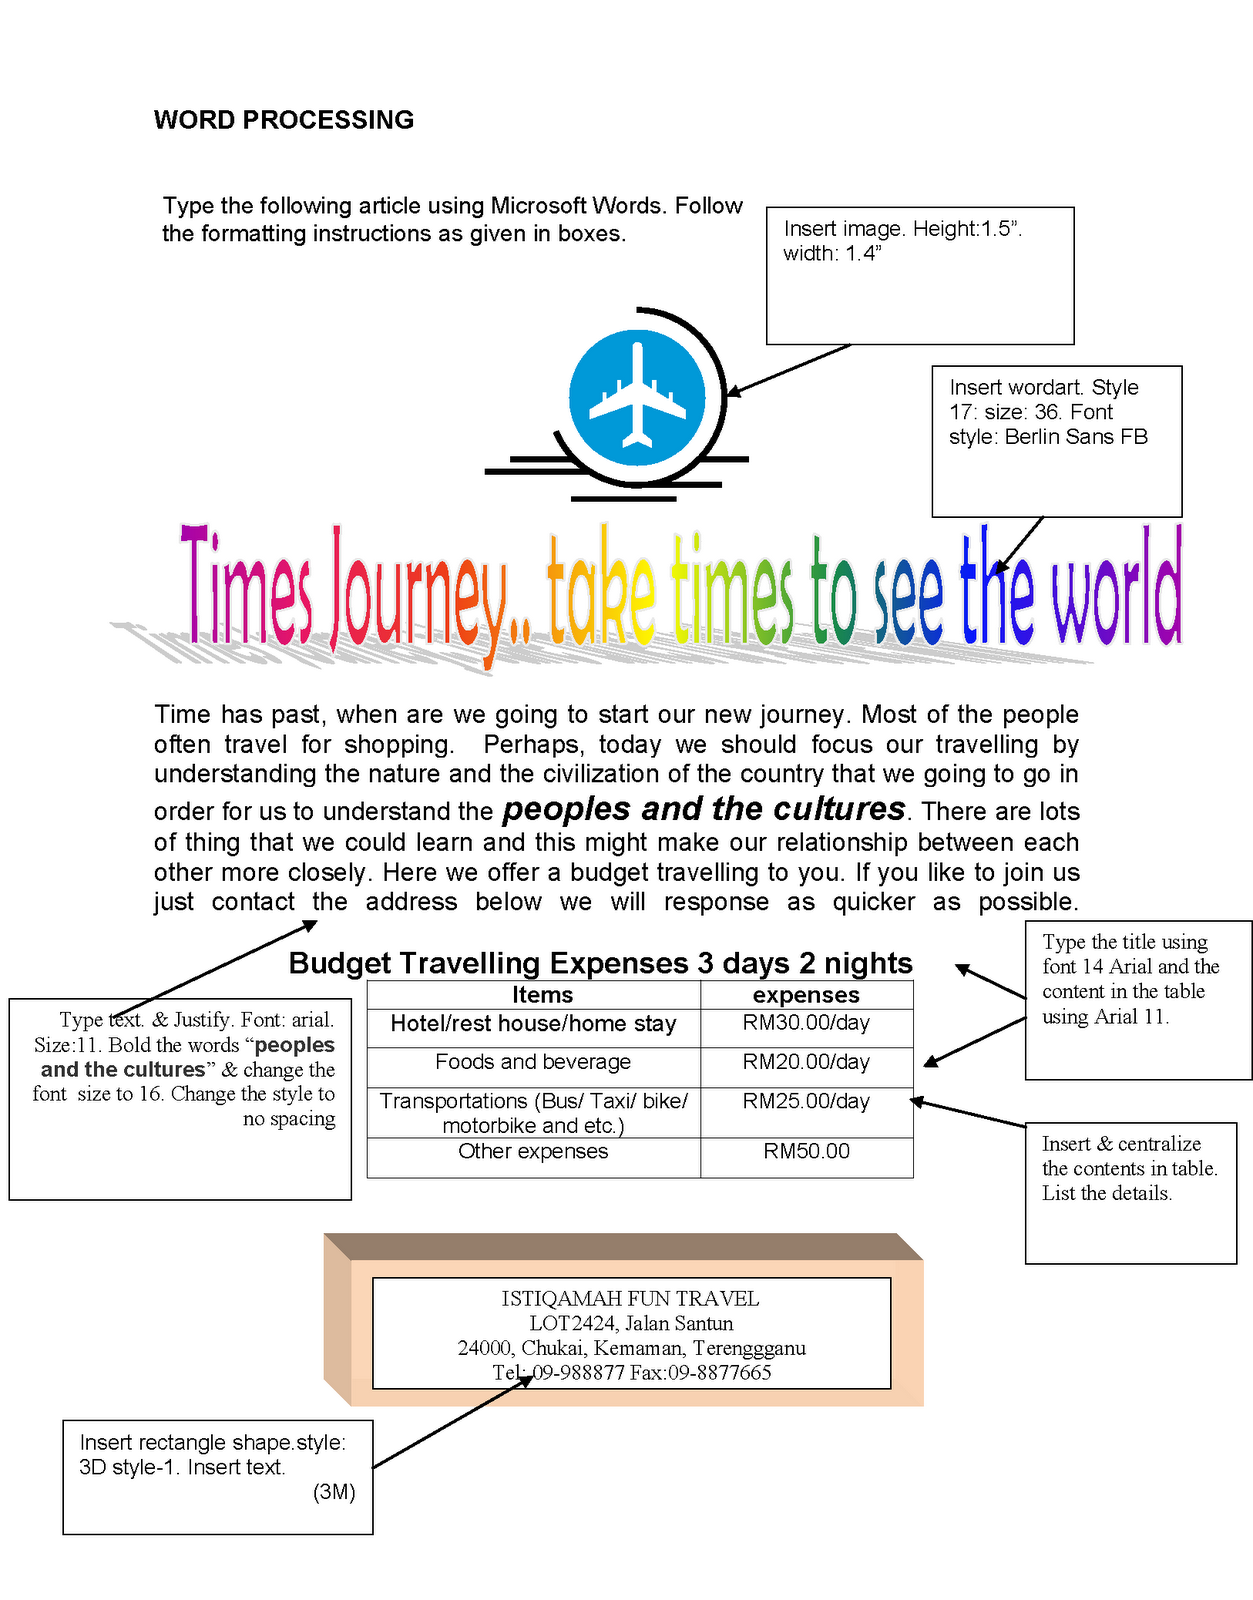 WORD PROCESSING
Type the following article using Microsoft Words. Follow
the formatting instructions as given in boxes.
Insert image. Height:1.5”.
width: 1.4”
Insert wordart. Style
17: size: 36. Font
style: Berlin Sans FB
Times Journey.. take times to see the world
Time has past, when are we going to start our new journey. Most of the people
often travel for shopping.  Perhaps, today we should focus our travelling by
understanding the nature and the civilization of the country that we going to go in
order for us to understand the peoples and the cultures. There are lots
of thing that we could learn and this might make our relationship between each
other more closely. Here we offer a budget travelling to you. If you like to join us
just contact the address below we will response as quicker as possible.
Type the title using
font 14 Arial and the
content in the table
using Arial 11.
Budget Travelling Expenses 3 days 2 nights
Items expenses
Hotel/rest house/home stay RM30.00/day
Foods and beverage RM20.00/day
Transportations (Bus/ Taxi/ bike/ RM25.00/day
motorbike and etc.)
Other expenses RM50.00
Type text. & Justify. Font: arial.
Size:11. Bold the words “peoples
and the cultures” & change the
font  size to 16. Change the style to
no spacing
Insert & centralize
the contents in table.
List the details.
ISTIQAMAH FUN TRAVEL
LOT2424, Jalan Santun
24000, Chukai, Kemaman, Terenggganu
Tel: 09-988877 Fax:09-8877665
Insert rectangle shape.style:
3D style-1. Insert text.
(3M)